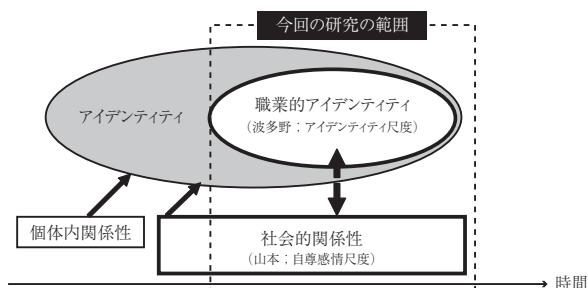 今回の研究の範囲
職業的アイデンティティ
アイデンティティ
（波多野；アイデンティティ尺度）
個体内関係性
社会的関係性
（山本；自尊感情尺度）
時間